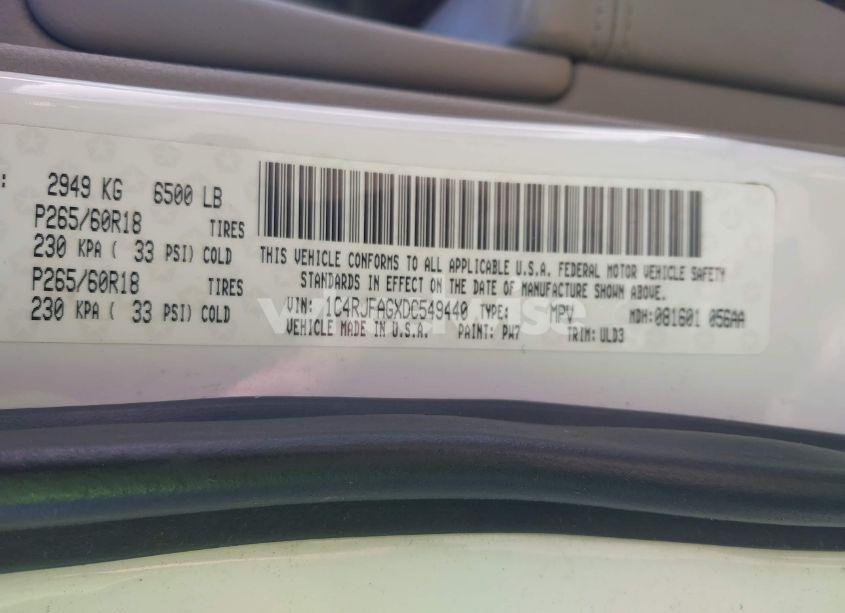 : 2949 KG 6500 LB
P265/60R18 TIRES
230 KPA ( 33 PSI) COLD
P265/60R18 TIRES
230 KPA ( 33 PSI) COLD
THIS VEHICLE CONFORMS TO ALL APPLICABLE U.S.A. FEDERAL MOTOR VEHICLE SAFETY
STANDARDS IN EFFECT ON THE DATE OF MANUFACTURE SHOWN ABOVE.
VIN: 1C4RJFAGXDC549440 TYPE: MPV MDH: 081601 056AA
VEHICLE MADE IN U.S.A. PAINT: PW7 TRIM: ULD3